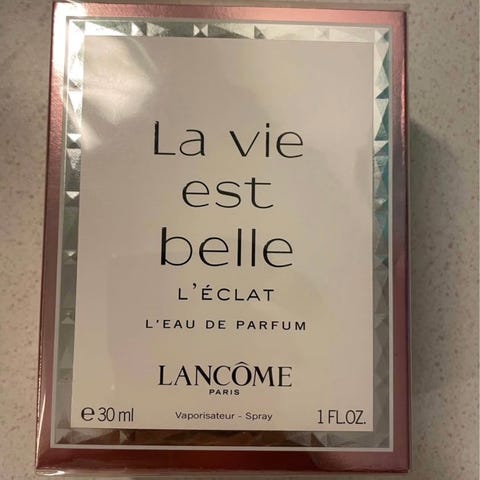 La vie
est
belle
L'ÉCLAT
L'EAU DE PARFUM
LANCÔME
PARIS
℮30 ml Vaporisateur - Spray 1 FL.OZ.